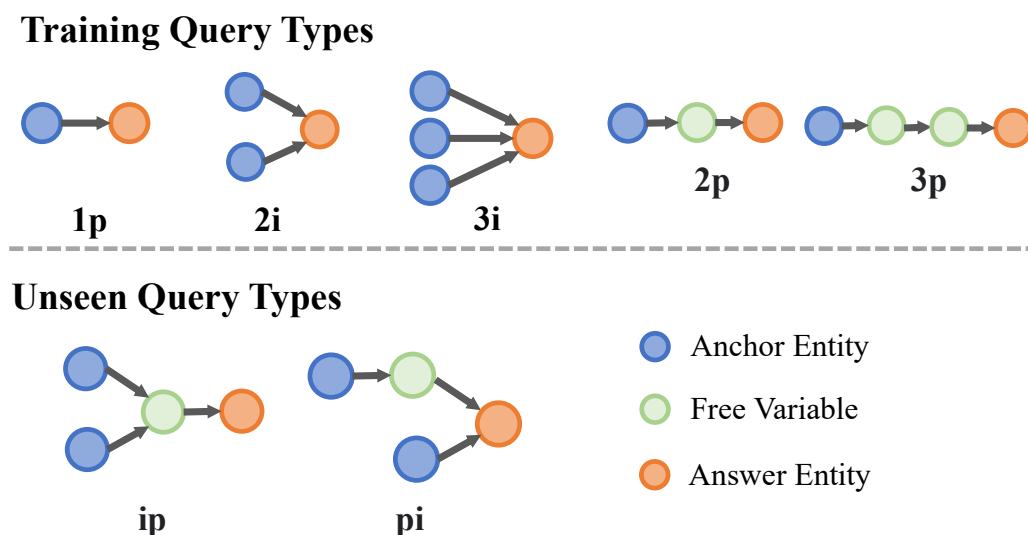 Training Query Types
1p
2i
3i
2p
3p
Unseen Query Types
ip
pi
Anchor Entity
Free Variable
Answer Entity